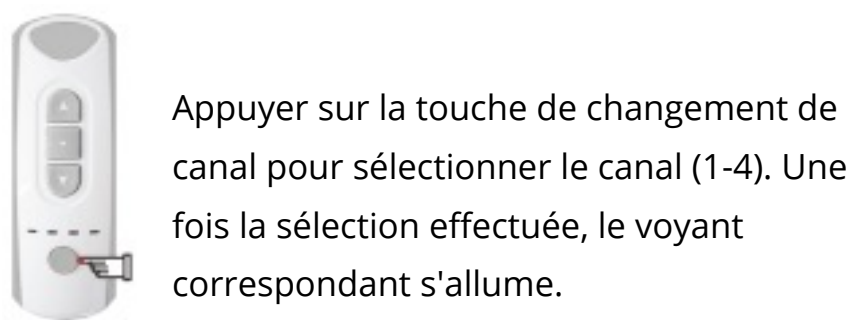 Appuyer sur la touche de changement de
canal pour sélectionner le canal (1-4). Une
fois la sélection effectuée, le voyant
correspondant s'allume.